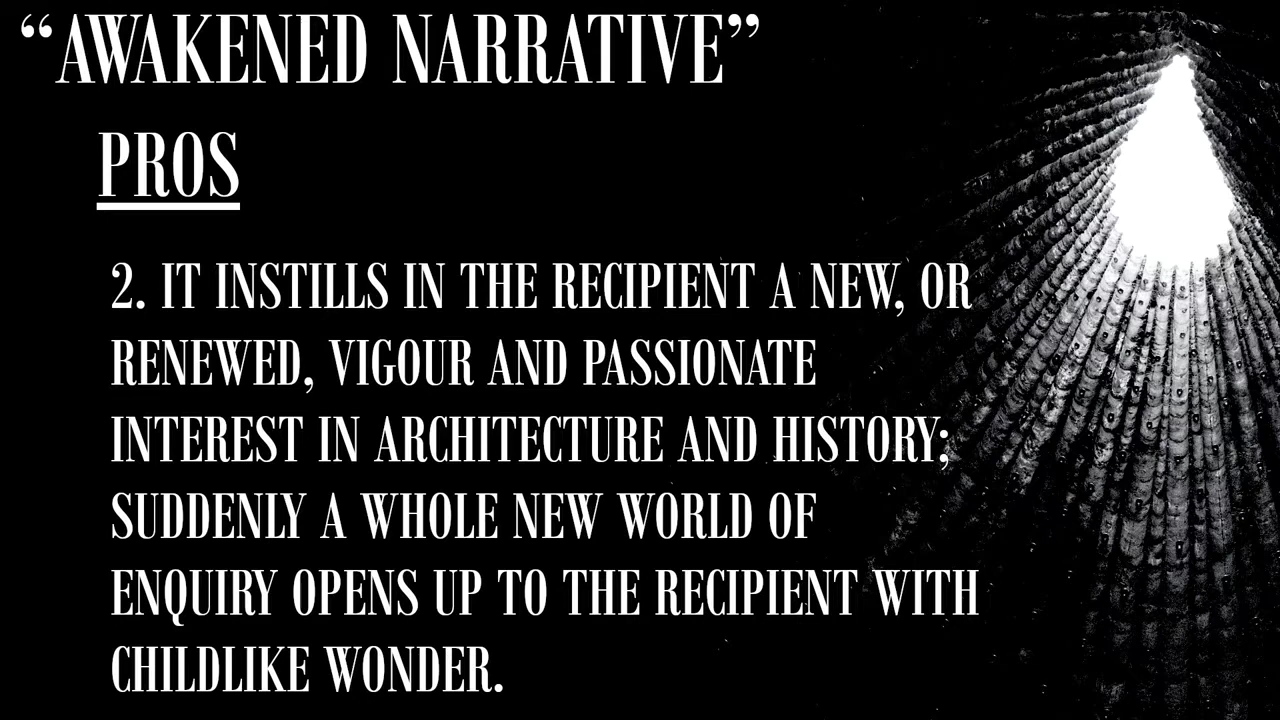 “AWAKENED NARRATIVE”
PROS
2. IT INSTILLS IN THE RECIPIENT A NEW, OR
RENEWED, VIGOUR AND PASSIONATE
INTEREST IN ARCHITECTURE AND HISTORY;
SUDDENLY A WHOLE NEW WORLD OF
ENQUIRY OPENS UP TO THE RECIPIENT WITH
CHILDLIKE WONDER.